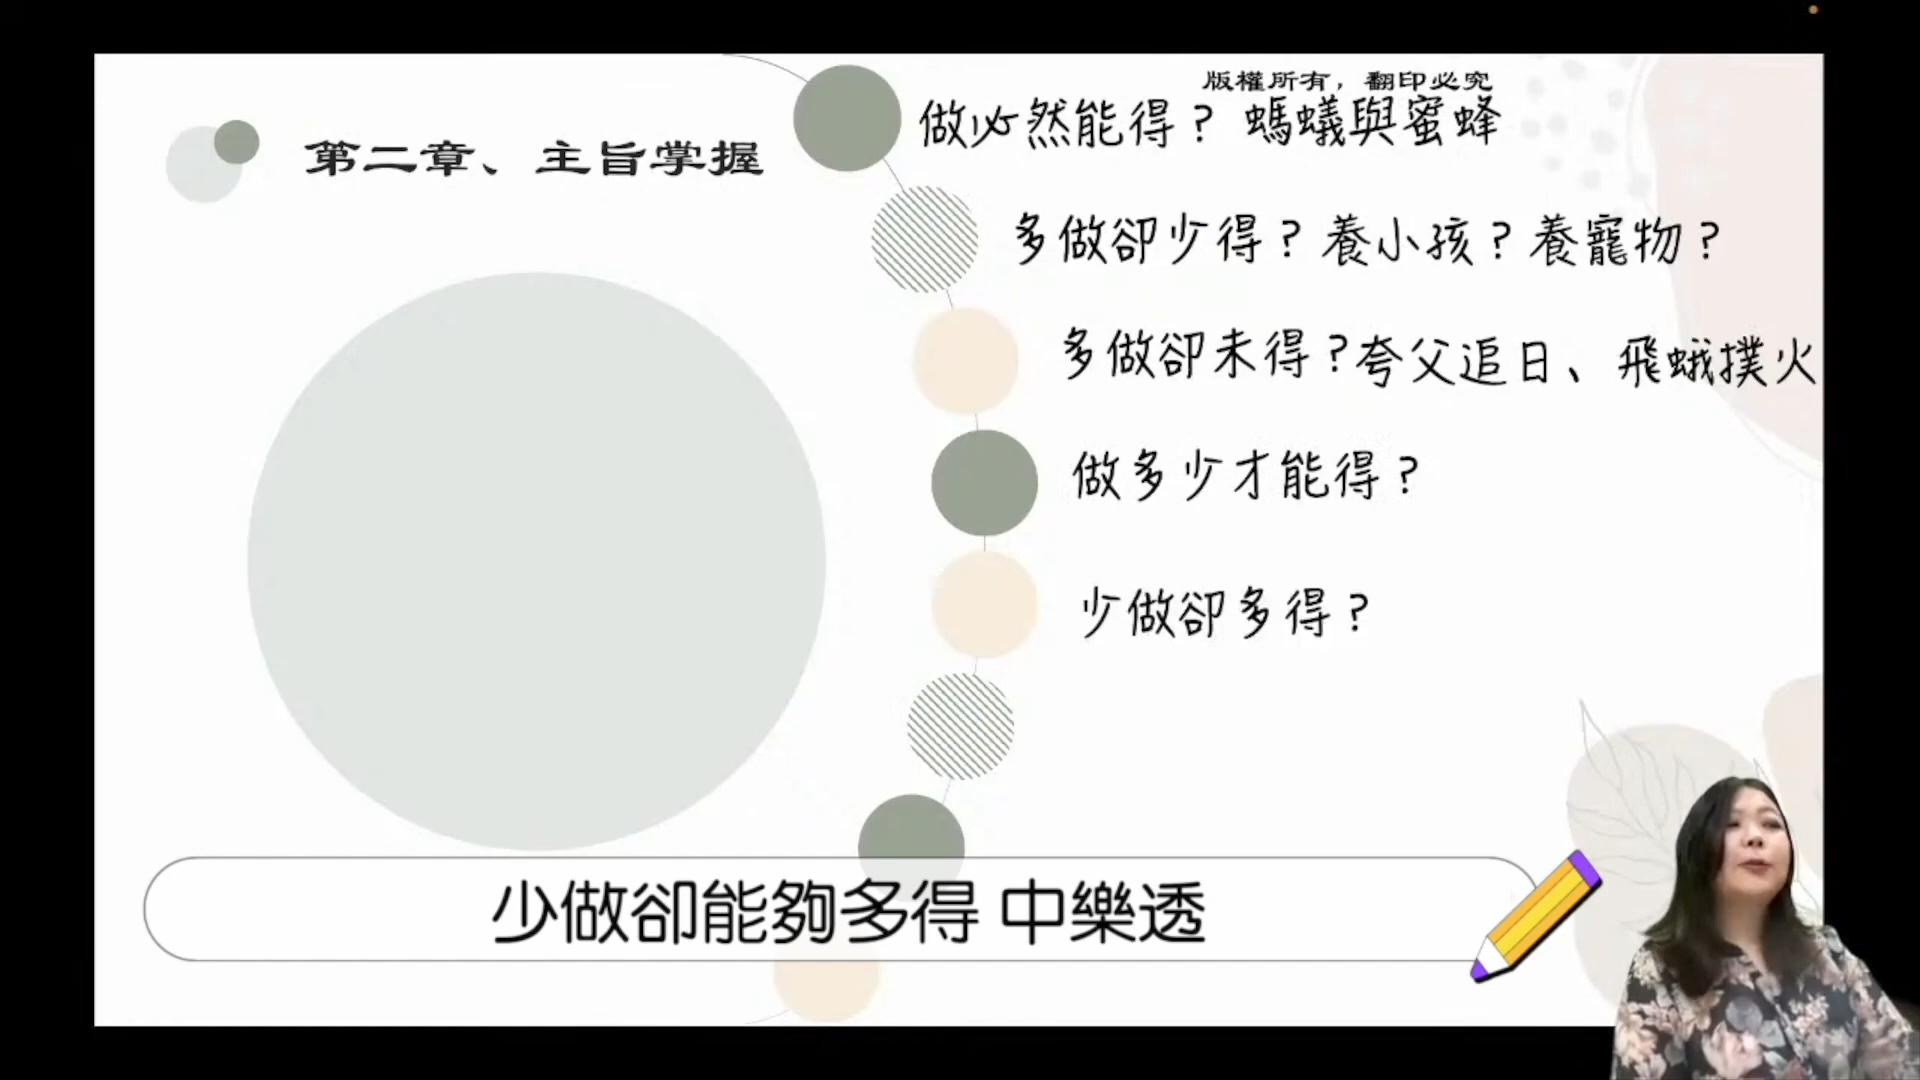 版權所有，翻印必究
第二章、主旨掌握
做必然能得？螞蟻與蜜蜂
多做卻少得？養小孩？養寵物？
多做卻未得？夸父追日、飛蛾撲火
做多少才能得？
少做卻多得？
少做卻能夠多得 中樂透